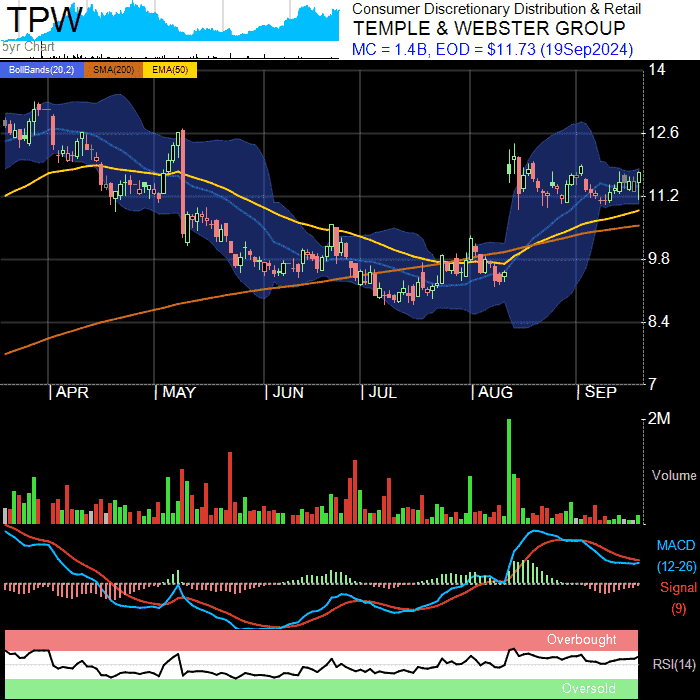 TPW
5yr Chart
Consumer Discretionary Distribution & Retail
TEMPLE & WEBSTER GROUP
MC = 1.4B, EOD = $11.73 (19Sep2024)
BollBands(20,2) SMA(200) EMA(50)
14
12.6
11.2
9.8
8.4
7
APR MAY JUN JUL AUG SEP
2M
Volume
MACD
(12-26)
Signal
(9)
Overbought
RSI(14)
Oversold